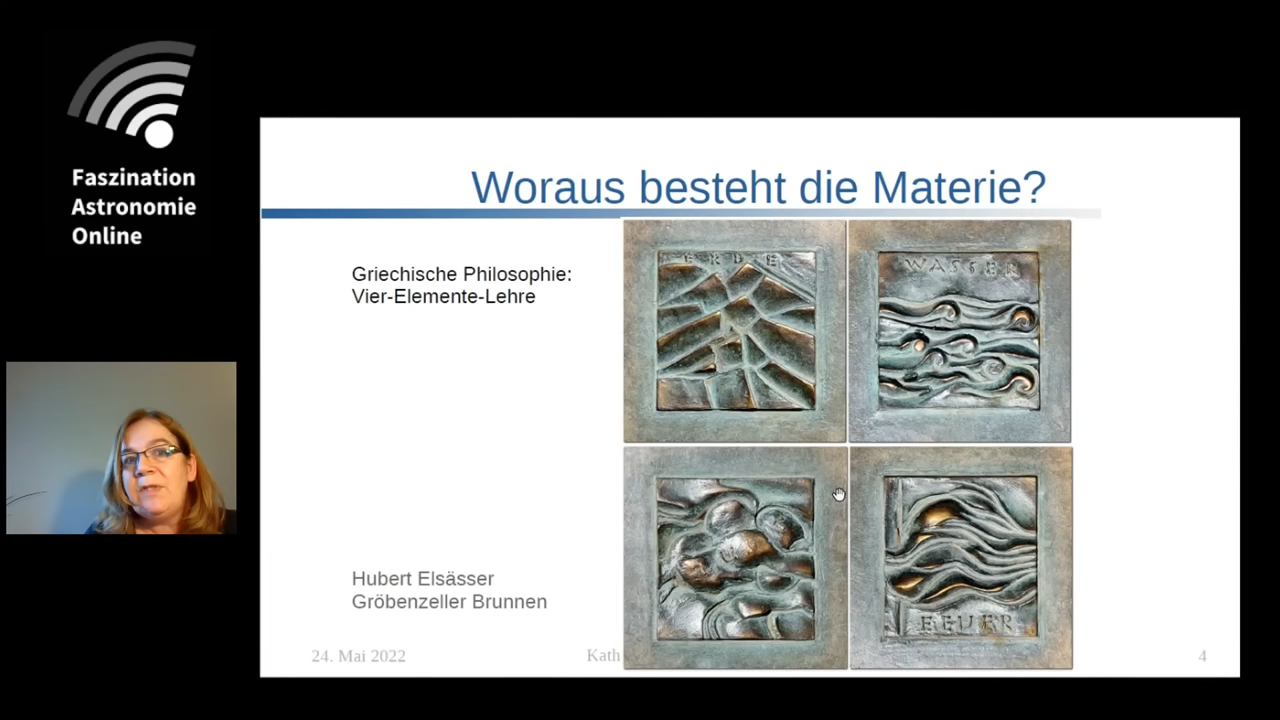 Faszination
Astronomie
Online
Woraus besteht die Materie?
Griechische Philosophie:
Vier-Elemente-Lehre
ERDE
WASSER
FEUER
Hubert Elsässer
Gröbenzeller Brunnen
24. Mai 2022
Kath
4